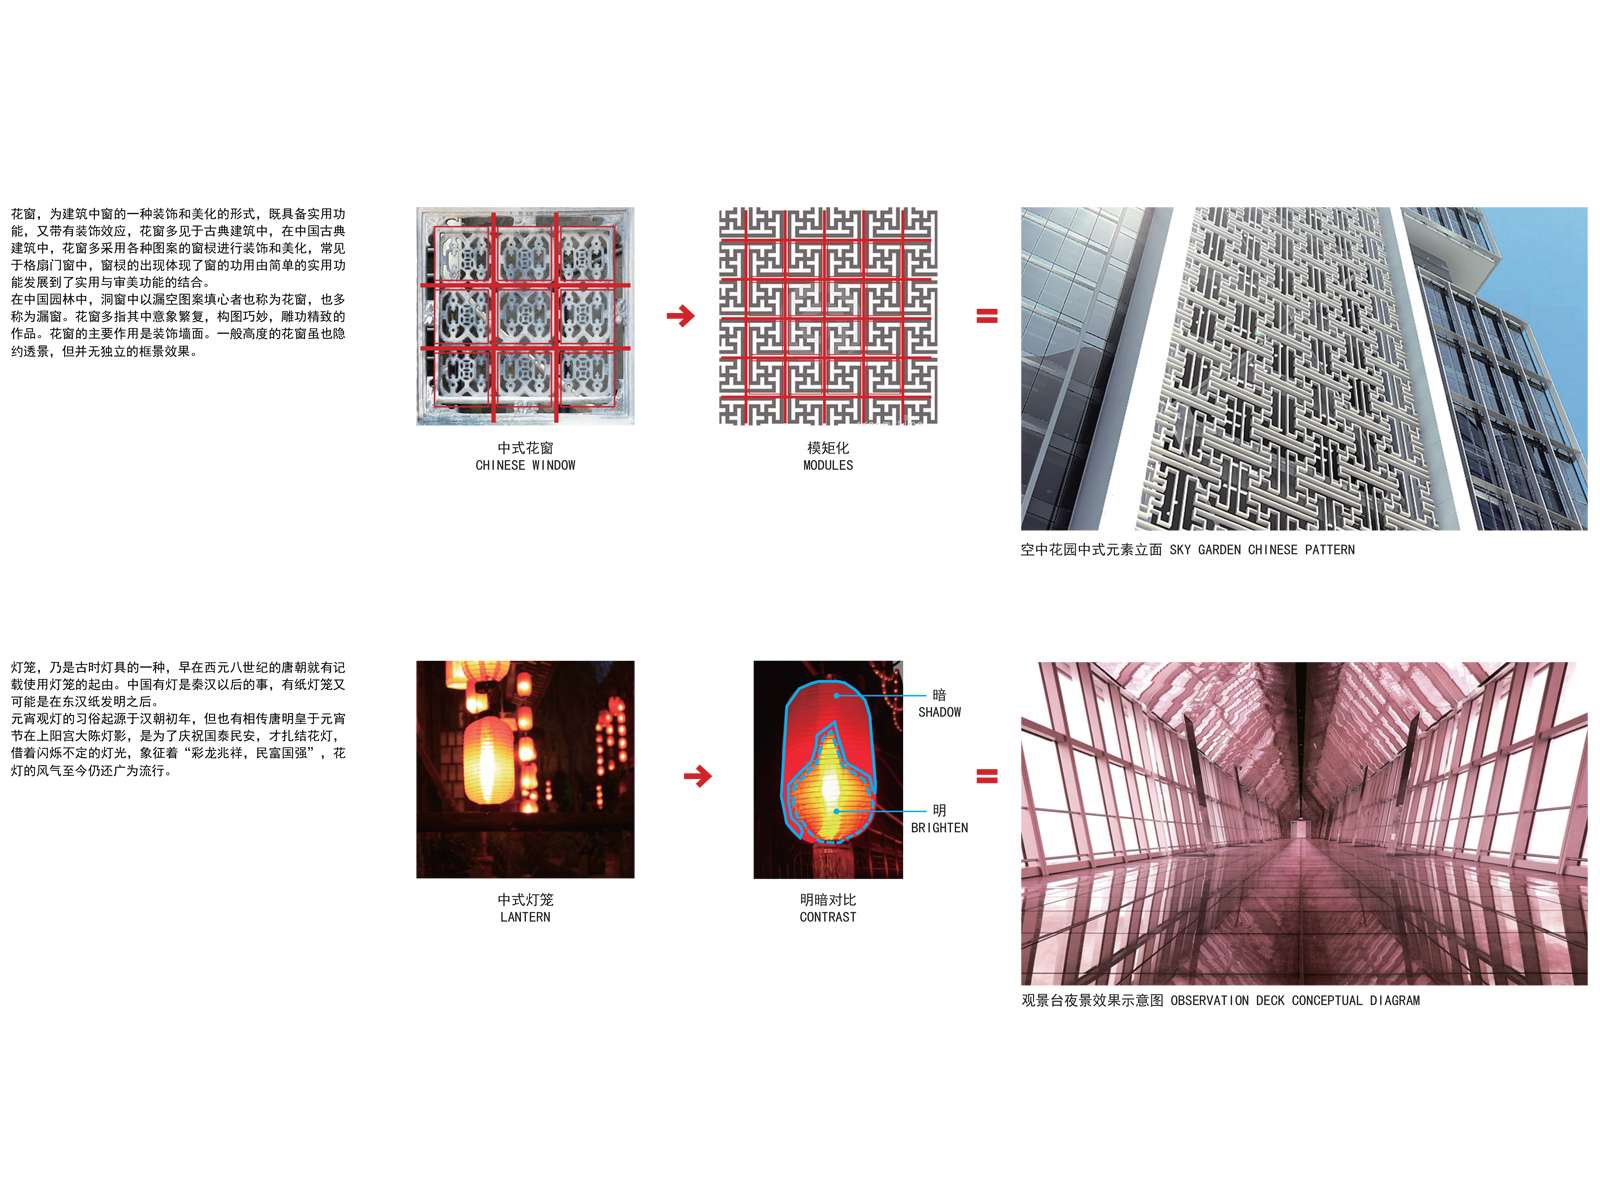 花窗，为建筑中窗的一种装饰和美化的形式，既具备实用功
能，又带有装饰效应，花窗多见于古典建筑中，在中国古典
建筑中，花窗多采用各种图案的窗棂进行装饰和美化，常见
于格扇门窗中，窗棂的出现体现了窗的功用由简单的实用功
能发展到了实用与审美功能的结合。
在中国园林中，洞窗中以漏空图案填心者也称为花窗，也多
称为漏窗。花窗多指其中意象繁复，构图巧妙，雕功精致的
作品。花窗的主要作用是装饰墙面。一般高度的花窗虽也隐
约透景，但并无独立的框景效果。
中式花窗
CHINESE WINDOW
模矩化
MODULES
空中花园中式元素立面 SKY GARDEN CHINESE PATTERN
灯笼，乃是古时灯具的一种，早在西元八世纪的唐朝就有记
载使用灯笼的起由。中国有灯是秦汉以后的事，有纸灯笼又
可能是在东汉纸发明之后。
元宵观灯的习俗起源于汉朝初年，但也有相传唐明皇于元宵
节在上阳宫大陈灯影，是为了庆祝国泰民安，才扎结花灯，
借着闪烁不定的灯光，象征着“彩龙兆祥，民富国强”，花
灯的风气至今仍还广为流行。
中式灯笼
LANTERN
暗
SHADOW
明
BRIGHTEN
明暗对比
CONTRAST
观景台夜景效果示意图 OBSERVATION DECK CONCEPTUAL DIAGRAM